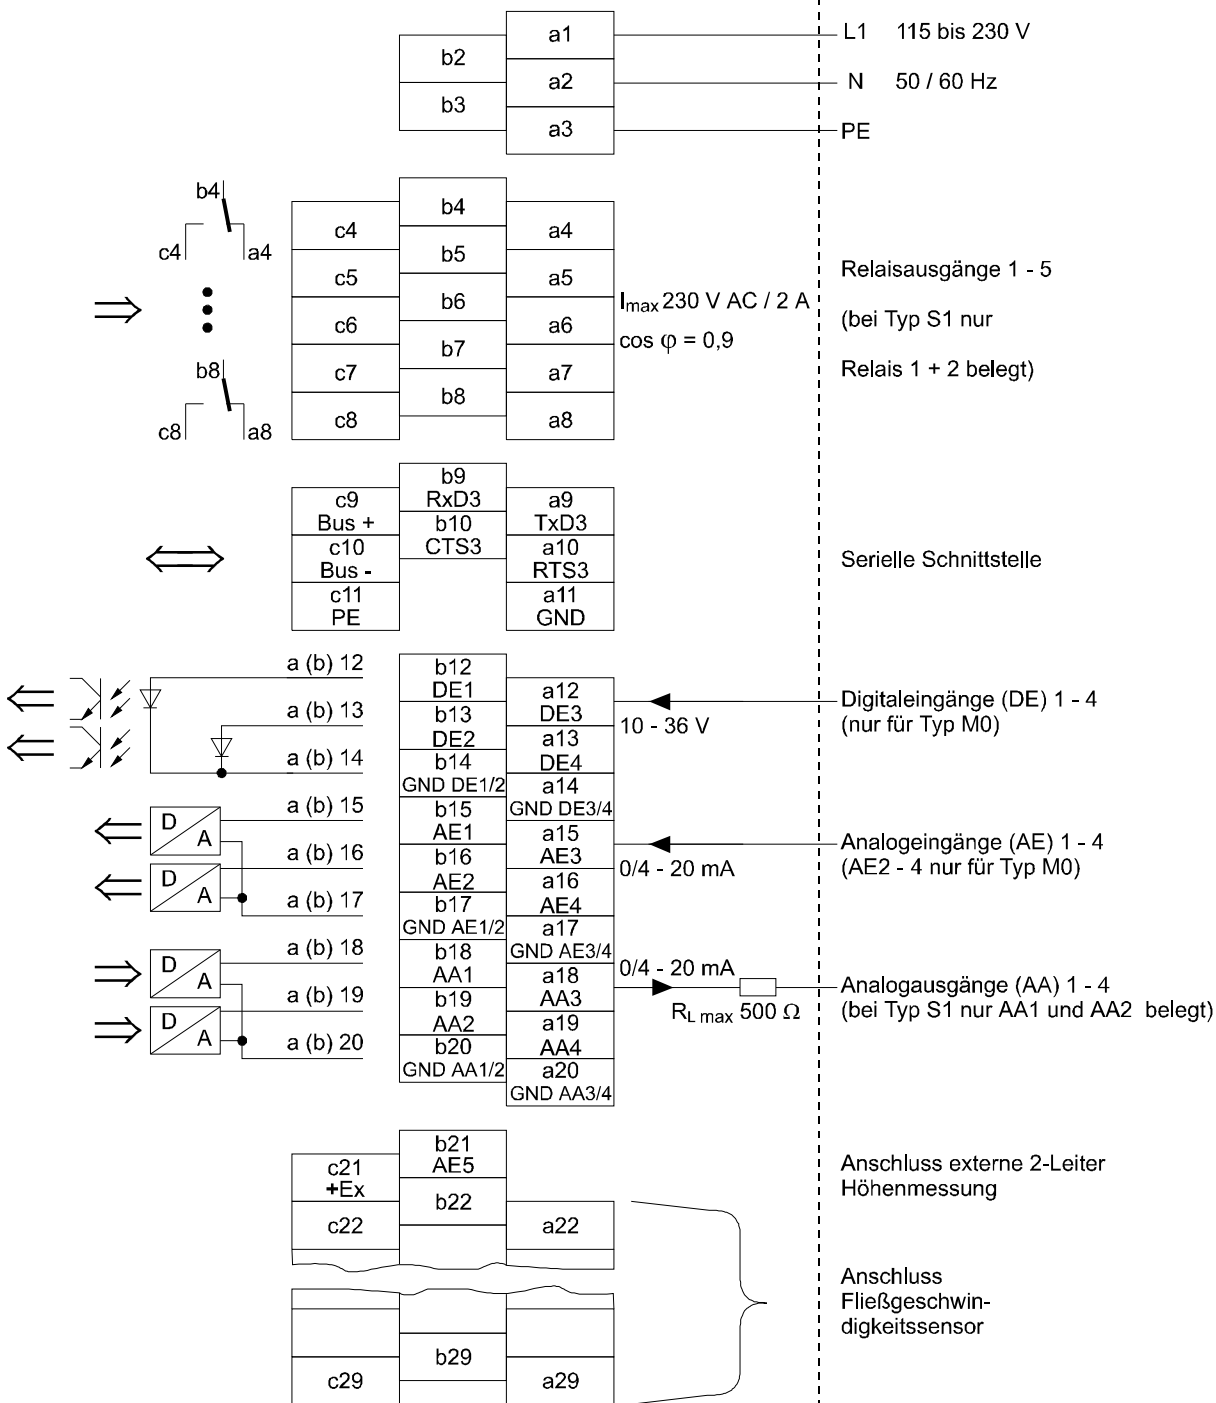 a1
L1 115 bis 230 V
b2
a2
N 50 / 60 Hz
b3
a3
PE
b4
c4
a4
b4
c4
a4
b5
c5
a5
b6
c6
a6
b7
c7
a7
b8
c8
a8
b8
c8
a8
Imax 230 V AC / 2 A
cos φ = 0,9
Relaisausgänge 1 - 5
(bei Typ S1 nur
Relais 1 + 2 belegt)
b9
RxD3
c9
Bus +
a9
TxD3
b10
CTS3
c10
Bus -
a10
RTS3
c11
PE
a11
GND
Serielle Schnittstelle
a (b) 12
a (b) 13
a (b) 14
b12
DE1
a12
DE3
b13
DE2
a13
DE4
b14
GND DE1/2
a14
GND DE3/4
10 - 36 V
Digitaleingänge (DE) 1 - 4
(nur für Typ M0)
a (b) 15
D
A
a (b) 16
D
A
a (b) 17
b15
AE1
a15
AE3
b16
AE2
a16
AE4
b17
GND AE1/2
a17
GND AE3/4
0/4 - 20 mA
Analogeingänge (AE) 1 - 4
(AE2 - 4 nur für Typ M0)
a (b) 18
D
A
a (b) 19
D
A
a (b) 20
b18
AA1
a18
AA3
b19
AA2
a19
AA4
b20
GND AA1/2
a20
GND AA3/4
0/4 - 20 mA
RL max 500 Ω
Analogausgänge (AA) 1 - 4
(bei Typ S1 nur AA1 und AA2 belegt)
b21
AE5
c21
+Ex
b22
c22
a22
Anschluss externe 2-Leiter
Höhenmessung
b29
c29
a29
Anschluss
Fließgeschwin-
digkeitssensor